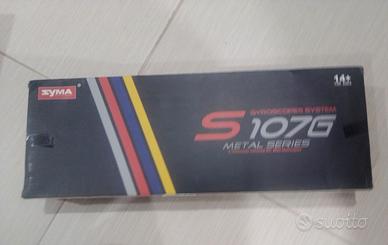 SYMA
14+
GYROSCOPES SYSTEM
S107G
METAL SERIES
subito